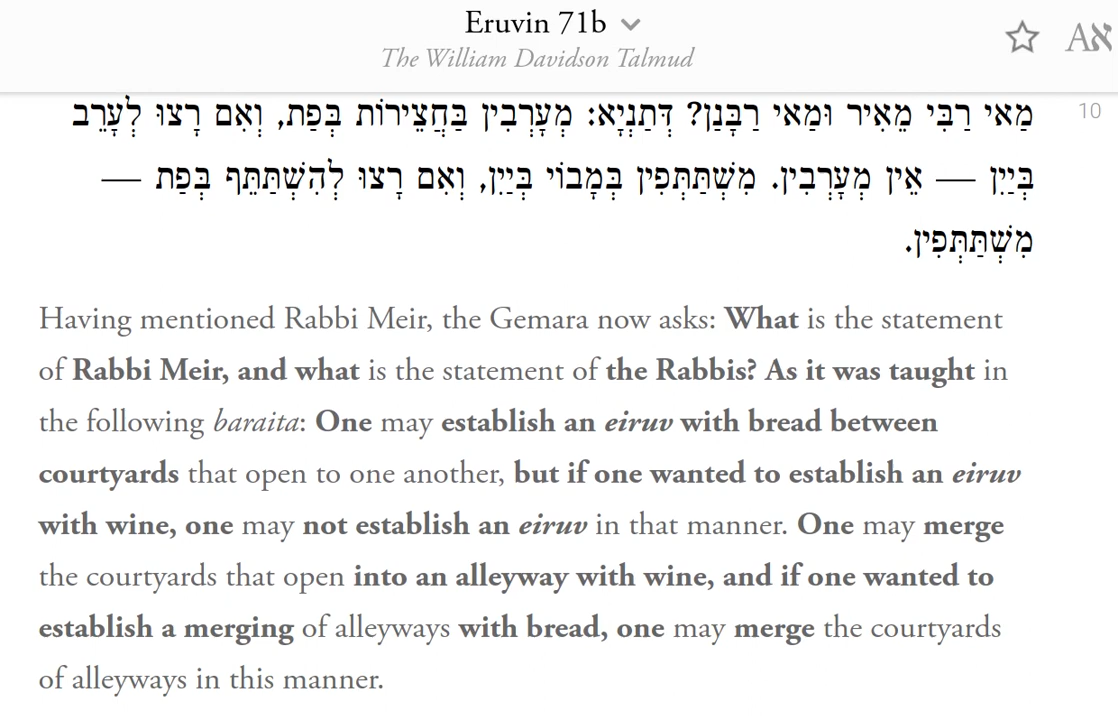 Eruvin 71b
The William Davidson Talmud
Aא
10
מַאי רַבִּי מֵאִיר וּמַאי רַבָּנַן? דְּתַנְיָא: מְעָרְבִין בַּחֲצֵירוֹת בְּפַת, וְאִם רָצוּ לְעָרֵב
בְּיַיִן — אֵין מְעָרְבִין. מִשְׁתַּתְּפִין בְּמָבוֹי בְּיַיִן, וְאִם רָצוּ לְהִשְׁתַּתֵּף בְּפַת —
מִשְׁתַּתְּפִין.
Having mentioned Rabbi Meir, the Gemara now asks: What is the statement
of Rabbi Meir, and what is the statement of the Rabbis? As it was taught in
the following baraita: One may establish an eiruv with bread between
courtyards that open to one another, but if one wanted to establish an eiruv
with wine, one may not establish an eiruv in that manner. One may merge
the courtyards that open into an alleyway with wine, and if one wanted to
establish a merging of alleyways with bread, one may merge the courtyards
of alleyways in this manner.